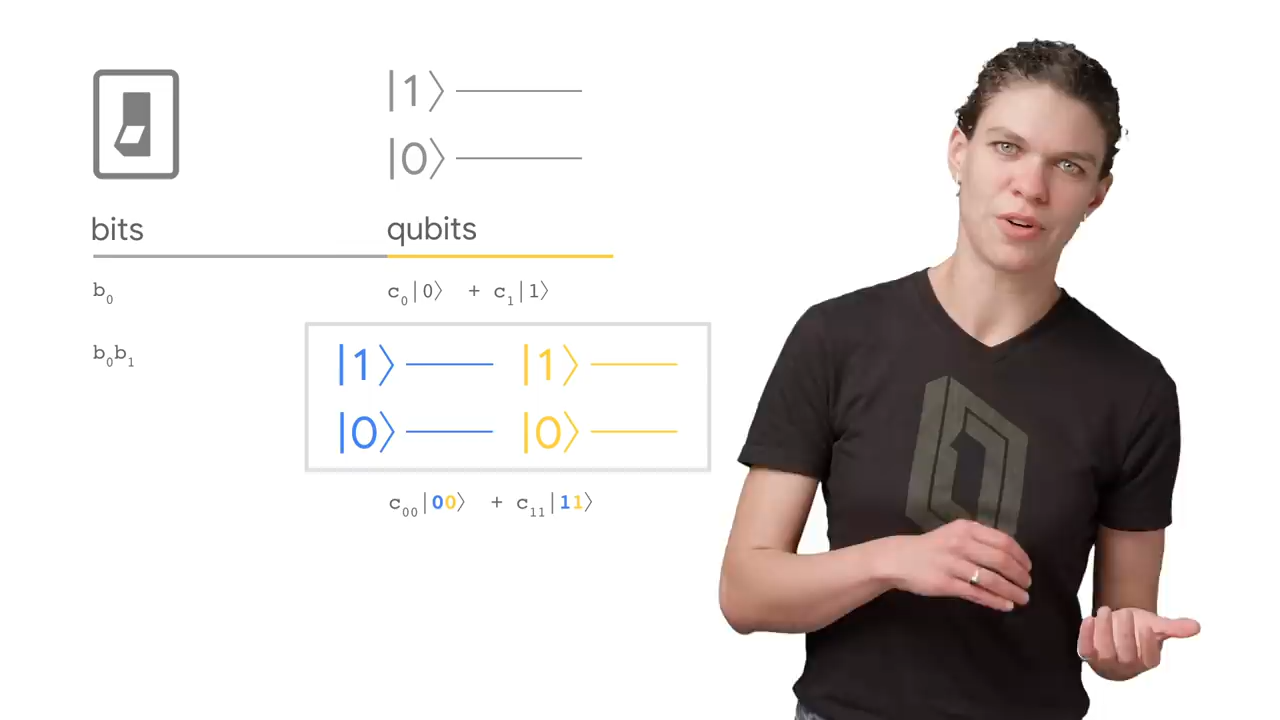 |1⟩
|0⟩
bits qubits
b₀ c₀|0⟩ + c₁|1⟩
b₀b₁
|1⟩ |1⟩
|0⟩ |0⟩
c₀₀|00⟩ + c₁₁|11⟩